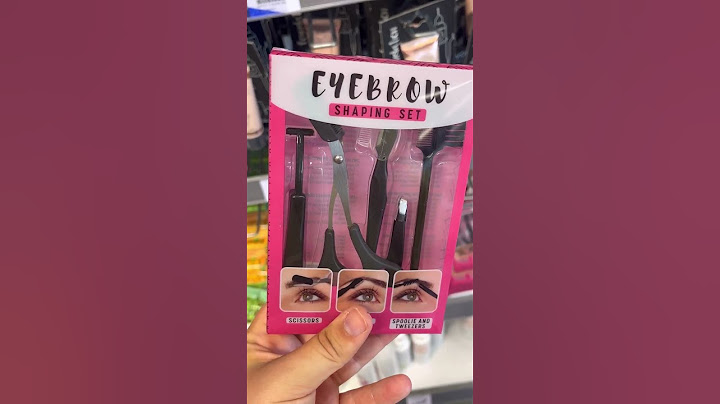 EYEBROW
SHAPING SET
SCISSORS
SPOOLIE AND
TWEEZERS